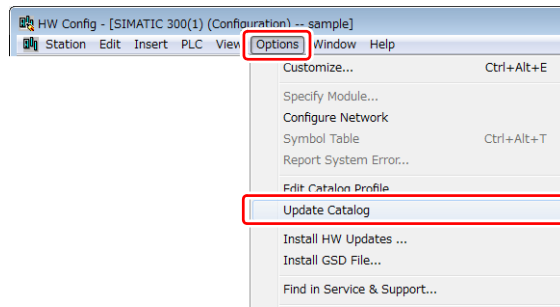 HW Config - [SIMATIC 300(1) (Configuration) -- sample]
Station Edit Insert PLC View Options Window Help
Customize... Ctrl+Alt+E
Specify Module...
Configure Network
Symbol Table Ctrl+Alt+T
Report System Error...
Edit Catalog Profile
Update Catalog
Install HW Updates ...
Install GSD File...
Find in Service & Support...